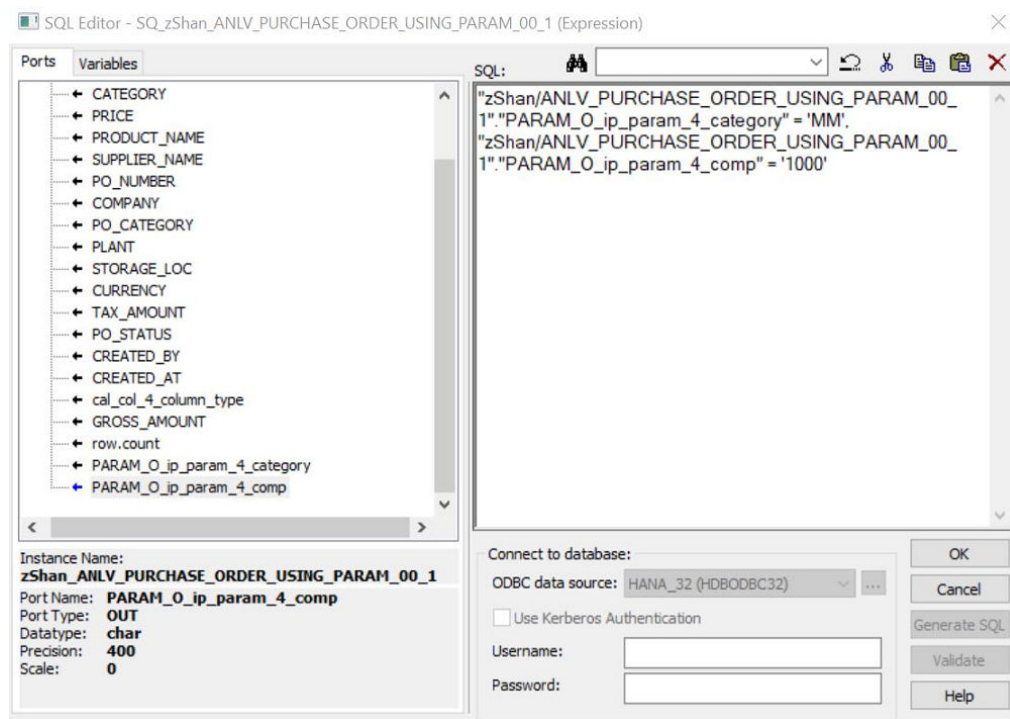 SQL Editor - SQ_zShan_ANLV_PURCHASE_ORDER_USING_PARAM_00_1 (Expression)
Ports Variables
CATEGORY
PRICE
PRODUCT_NAME
SUPPLIER_NAME
PO_NUMBER
COMPANY
PO_CATEGORY
PLANT
STORAGE_LOC
CURRENCY
TAX_AMOUNT
PO_STATUS
CREATED_BY
CREATED_AT
cal_col_4_column_type
GROSS_AMOUNT
row.count
PARAM_O_ip_param_4_category
PARAM_O_ip_param_4_comp
Instance Name:
zShan_ANLV_PURCHASE_ORDER_USING_PARAM_00_1
Port Name: PARAM_O_ip_param_4_comp
Port Type: OUT
Datatype: char
Precision: 400
Scale: 0
SQL:
"zShan/ANLV_PURCHASE_ORDER_USING_PARAM_00_
1"."PARAM_O_ip_param_4_category" = 'MM',
"zShan/ANLV_PURCHASE_ORDER_USING_PARAM_00_
1"."PARAM_O_ip_param_4_comp" = '1000'
Connect to database:
ODBC data source: HANA_32 (HDBODBC32) ...
Use Kerberos Authentication
Username:
Password:
OK
Cancel
Generate SQL
Validate
Help